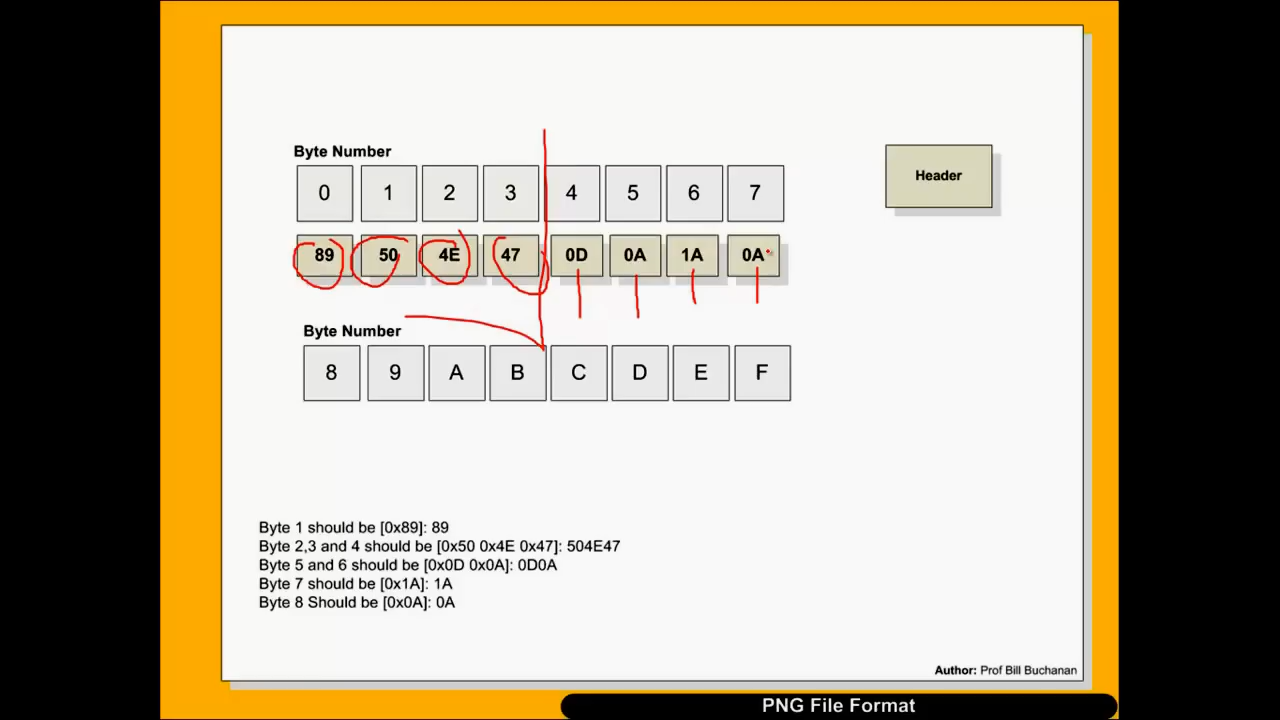 Byte Number
0 1 2 3 4 5 6 7
Header
89 50 4E 47 0D 0A 1A 0A
Byte Number
8 9 A B C D E F
Byte 1 should be [0x89]: 89
Byte 2,3 and 4 should be [0x50 0x4E 0x47]: 504E47
Byte 5 and 6 should be [0x0D 0x0A]: 0D0A
Byte 7 should be [0x1A]: 1A
Byte 8 Should be [0x0A]: 0A
Author: Prof Bill Buchanan
PNG File Format